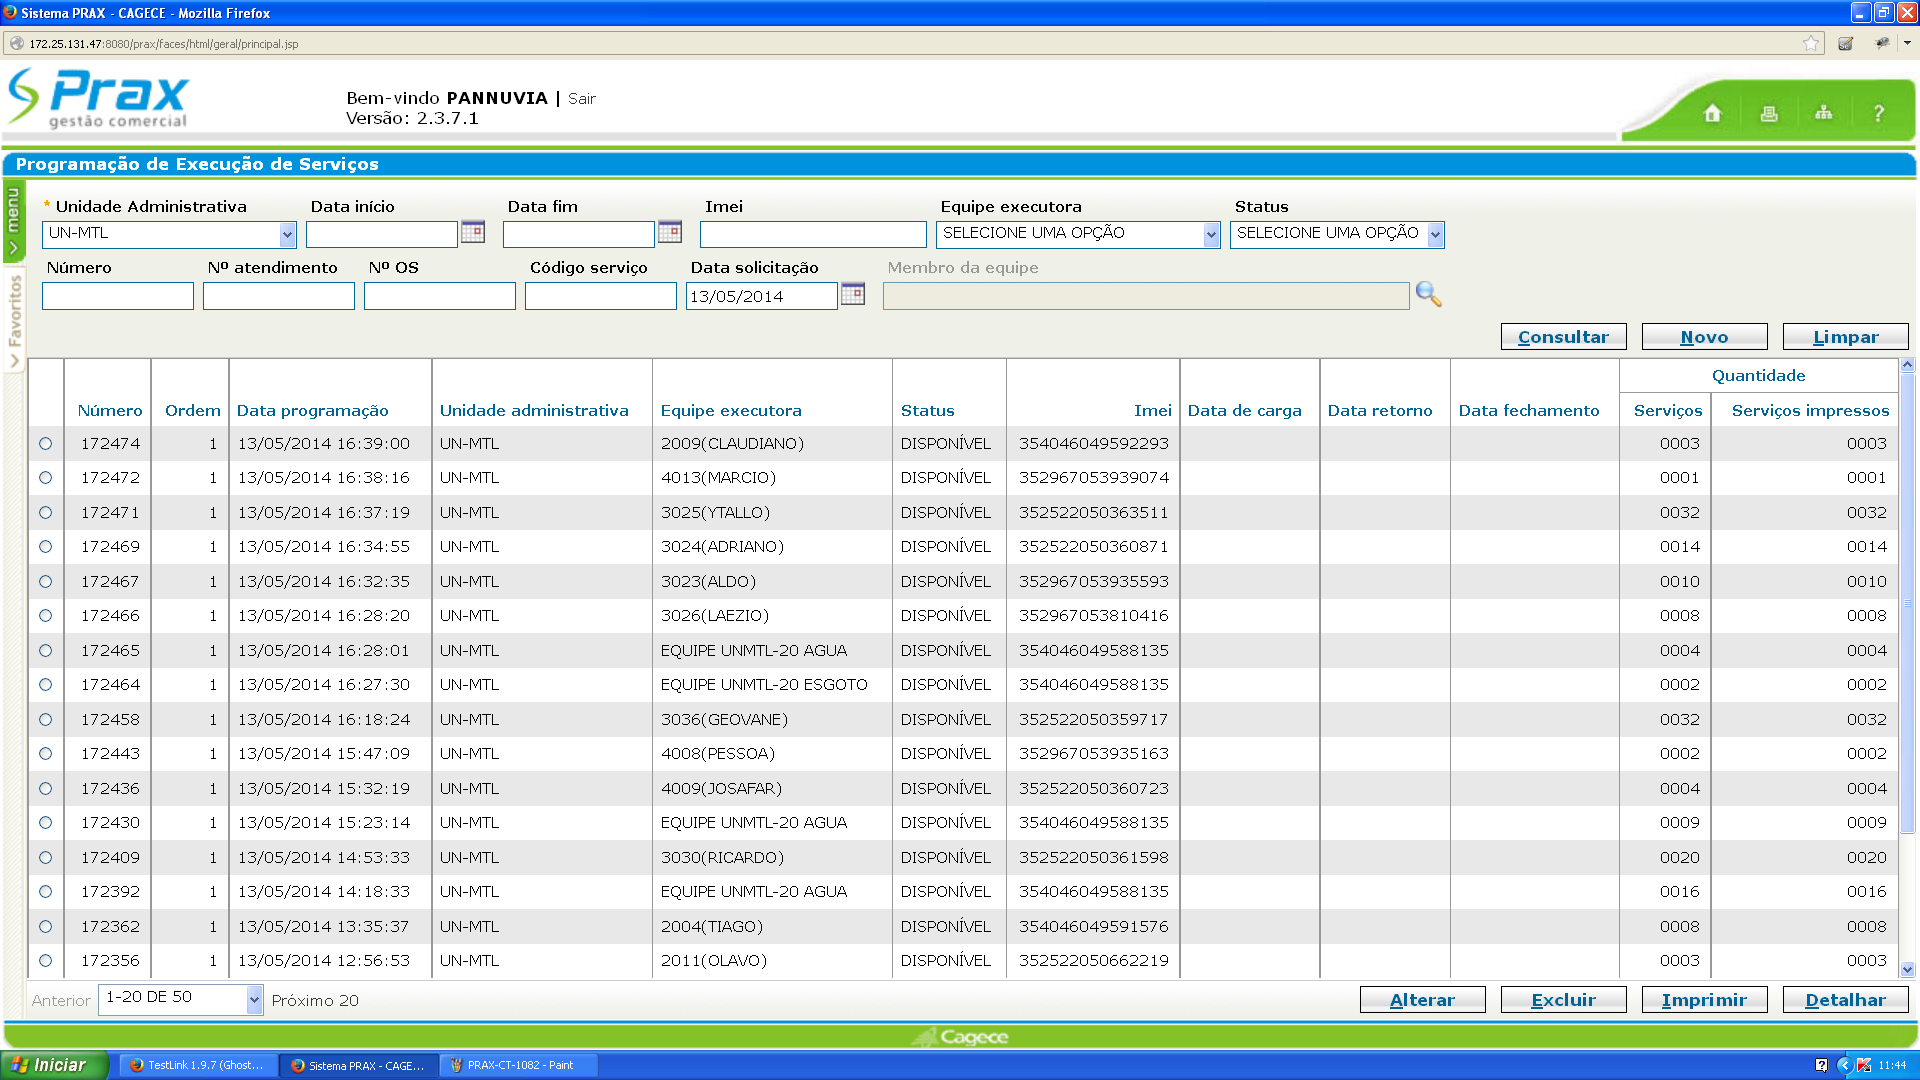 Sistema PRAX - CAGECE - Mozilla Firefox
172.25.131.47:8080/prax/faces/html/geral/principal.jsp
Prax
gestão comercial
Bem-vindo PANNUVIA | Sair
Versão: 2.3.7.1
?
Programação de Execução de Serviços
menu
Favoritos
* Unidade Administrativa Data início Data fim Imei Equipe executora Status
UN-MTL SELECIONE UMA OPÇÃO SELECIONE UMA OPÇÃO
Número Nº atendimento Nº OS Código serviço Data solicitação Membro da equipe
13/05/2014
Consultar Novo Limpar
Quantidade
Número Ordem Data programação Unidade administrativa Equipe executora Status Imei Data de carga Data retorno Data fechamento Serviços Serviços impressos
172474 1 13/05/2014 16:39:00 UN-MTL 2009(CLAUDIANO) DISPONÍVEL 354046049592293 0003 0003
172472 1 13/05/2014 16:38:16 UN-MTL 4013(MARCIO) DISPONÍVEL 352967053939074 0001 0001
172471 1 13/05/2014 16:37:19 UN-MTL 3025(YTALLO) DISPONÍVEL 352522050363511 0032 0032
172469 1 13/05/2014 16:34:55 UN-MTL 3024(ADRIANO) DISPONÍVEL 352522050360871 0014 0014
172467 1 13/05/2014 16:32:35 UN-MTL 3023(ALDO) DISPONÍVEL 352967053935593 0010 0010
172466 1 13/05/2014 16:28:20 UN-MTL 3026(LAEZIO) DISPONÍVEL 352967053810416 0008 0008
172465 1 13/05/2014 16:28:01 UN-MTL EQUIPE UNMTL-20 AGUA DISPONÍVEL 354046049588135 0004 0004
172464 1 13/05/2014 16:27:30 UN-MTL EQUIPE UNMTL-20 ESGOTO DISPONÍVEL 354046049588135 0002 0002
172458 1 13/05/2014 16:18:24 UN-MTL 3036(GEOVANE) DISPONÍVEL 352522050359717 0032 0032
172443 1 13/05/2014 15:47:09 UN-MTL 4008(PESSOA) DISPONÍVEL 352967053935163 0002 0002
172436 1 13/05/2014 15:32:19 UN-MTL 4009(JOSAFAR) DISPONÍVEL 352522050360723 0004 0004
172430 1 13/05/2014 15:23:14 UN-MTL EQUIPE UNMTL-20 AGUA DISPONÍVEL 354046049588135 0009 0009
172409 1 13/05/2014 14:53:33 UN-MTL 3030(RICARDO) DISPONÍVEL 352522050361598 0020 0020
172392 1 13/05/2014 14:18:33 UN-MTL EQUIPE UNMTL-20 AGUA DISPONÍVEL 354046049588135 0016 0016
172362 1 13/05/2014 13:35:37 UN-MTL 2004(TIAGO) DISPONÍVEL 354046049591576 0008 0008
172356 1 13/05/2014 12:56:53 UN-MTL 2011(OLAVO) DISPONÍVEL 352522050662219 0003 0003
Anterior 1-20 DE 50 Próximo 20
Alterar Excluir Imprimir Detalhar
Cagece
Iniciar TestLink 1.9.7 (Ghost... Sistema PRAX - CAGE... PRAX-CT-1082 - Paint 11:44